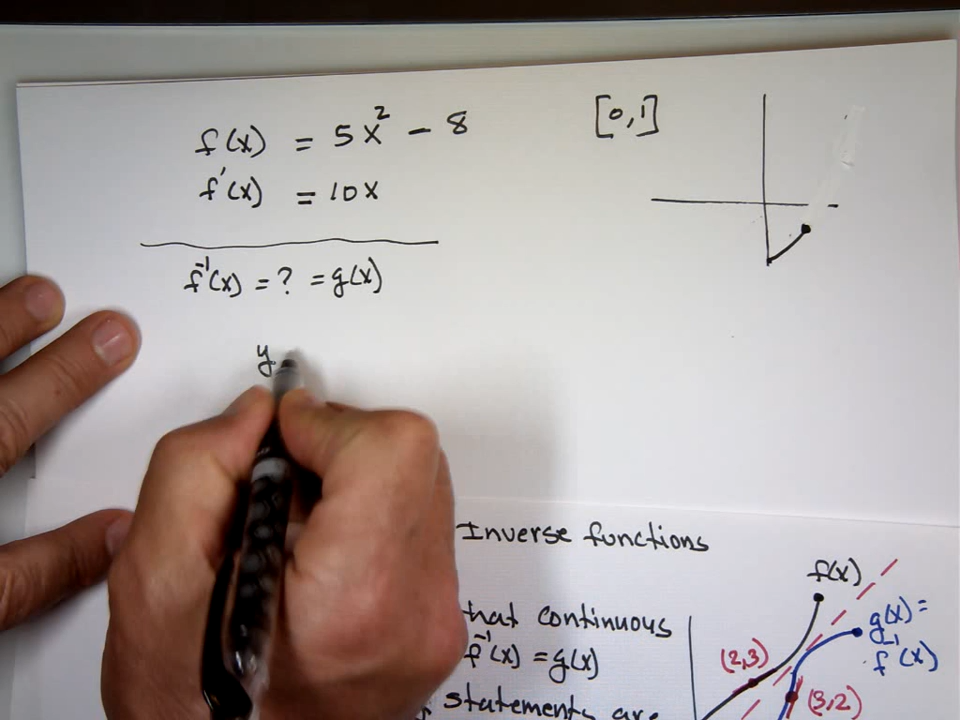 f(x) = 5x² - 8
[0,1]
f'(x) = 10x
f⁻¹(x) = ? = g(x)
y
Inverse functions
that continuous
f⁻¹(x) = g(x)
statements are
f(x)
g(x) =
f⁻¹(x)
(2,3)
(3,2)